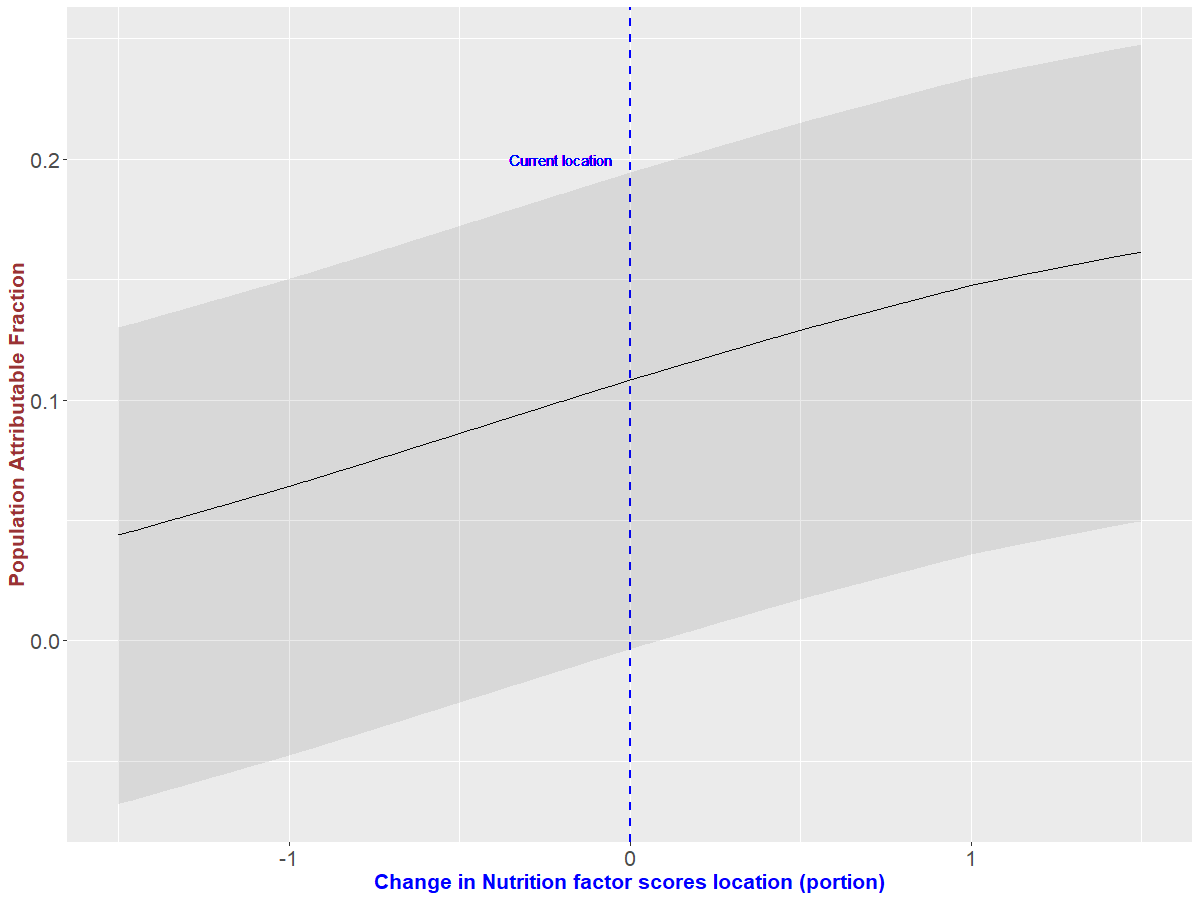 Population Attributable Fraction
0.2
0.1
0.0
Current location
-1
0
1
Change in Nutrition factor scores location (portion)